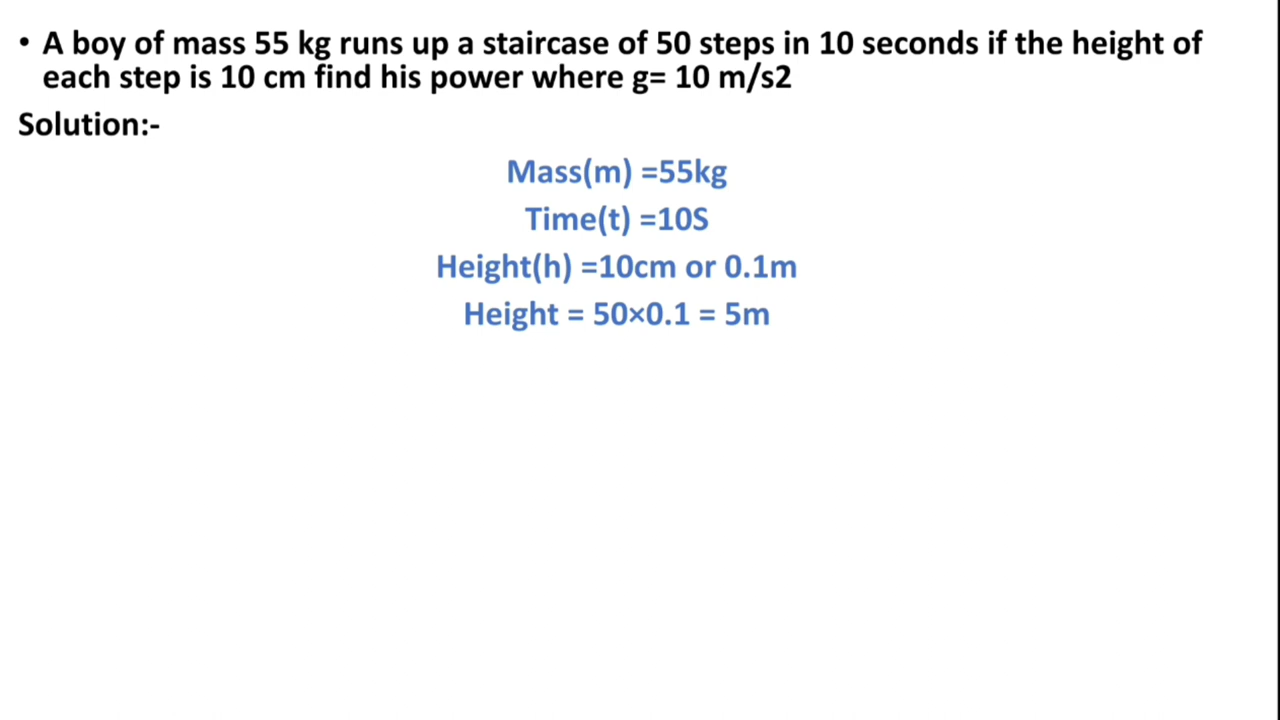 • A boy of mass 55 kg runs up a staircase of 50 steps in 10 seconds if the height of
each step is 10 cm find his power where g= 10 m/s2
Solution:-
Mass(m) =55kg
Time(t) =10S
Height(h) =10cm or 0.1m
Height = 50×0.1 = 5m